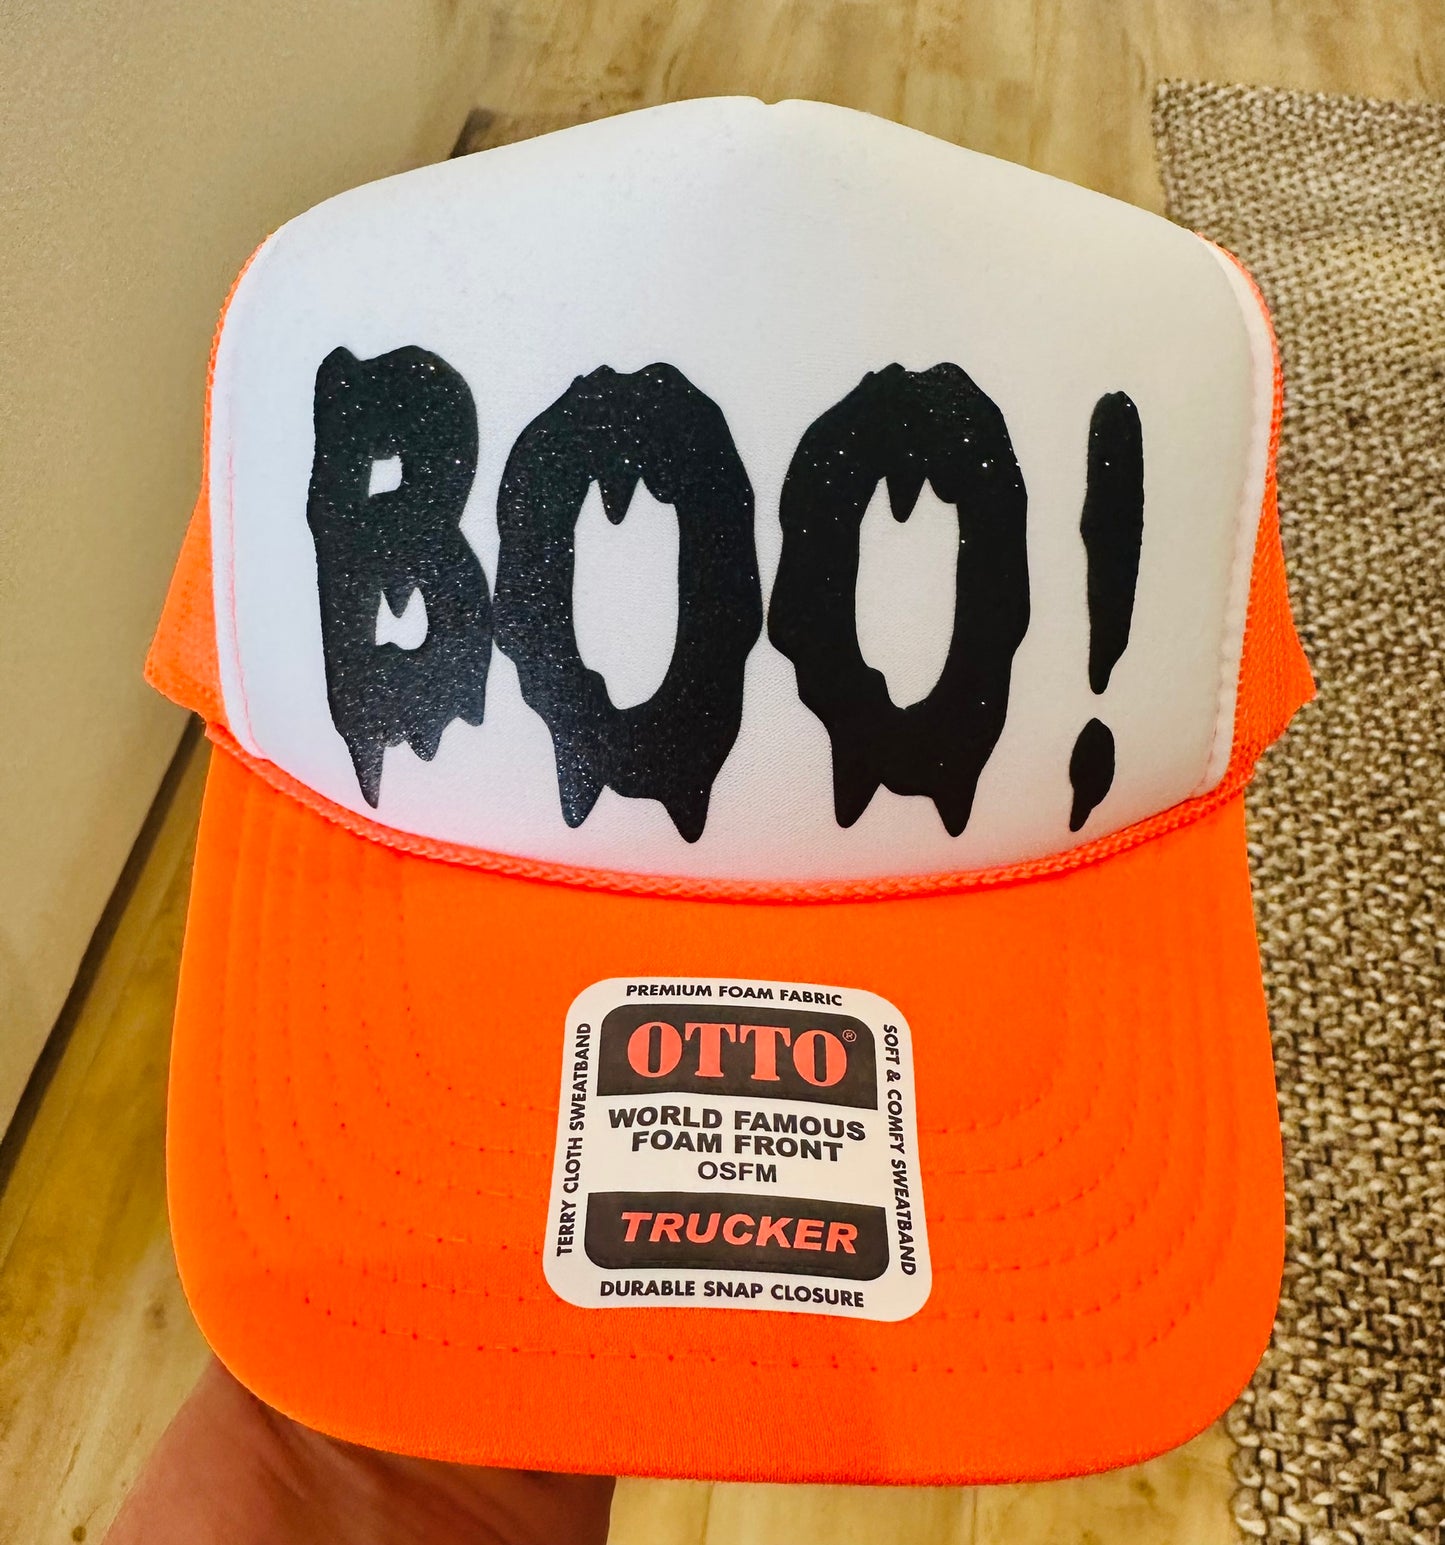 BOO!
PREMIUM FOAM FABRIC
OTTO®
WORLD FAMOUS
FOAM FRONT
OSFM
TRUCKER
DURABLE SNAP CLOSURE
TERRY CLOTH SWEATBAND
SOFT & COMFY SWEATBAND